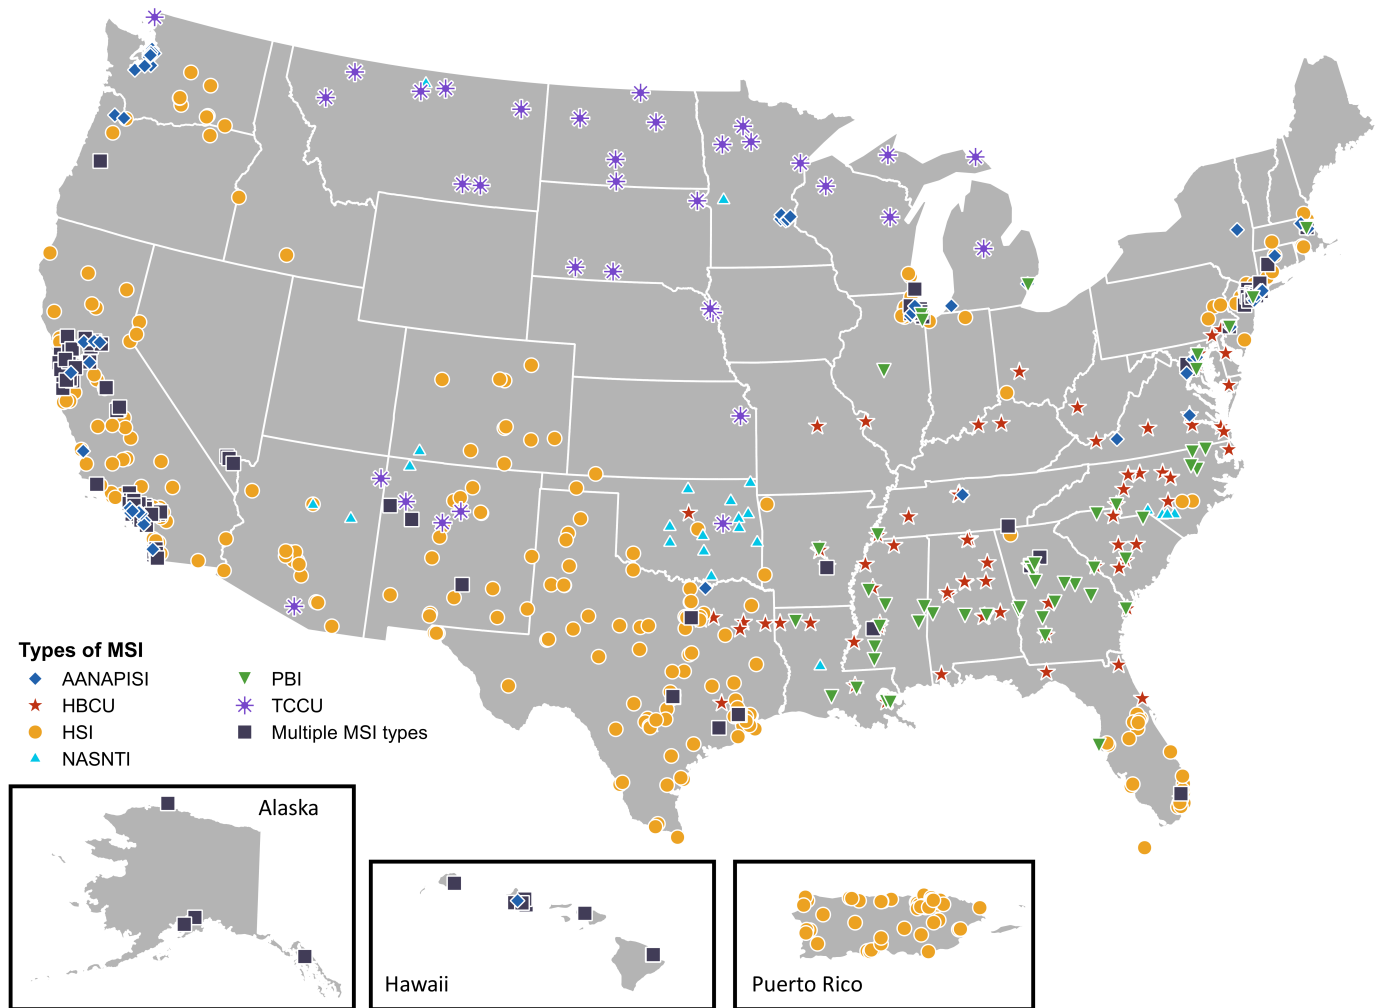 Types of MSI
AANAPISI
HBCU
HSI
NASNTI
PBI
TCCU
Multiple MSI types
Alaska
Hawaii
Puerto Rico